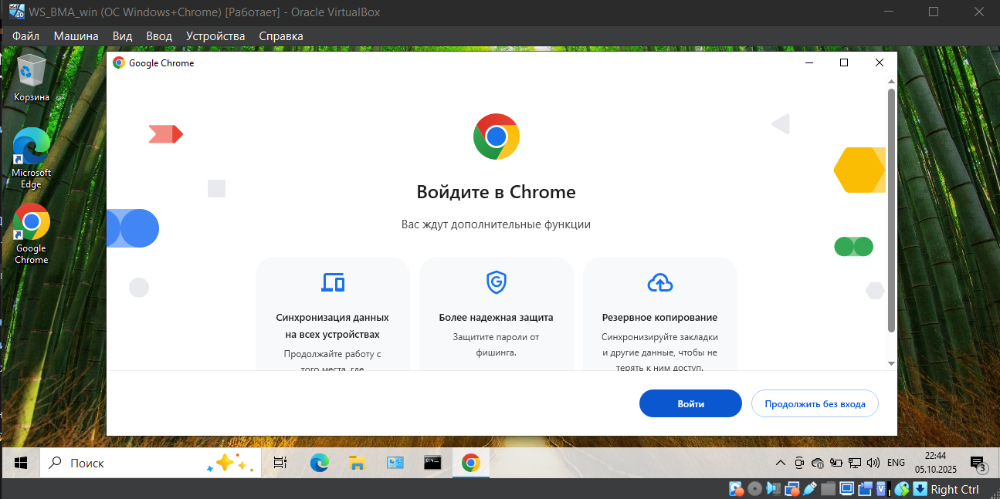 WS_BMA_win (ОС Windows+Chrome) [Работает] - Oracle VirtualBox
Файл Машина Вид Ввод Устройства Справка
Корзина
Microsoft
Edge
Google
Chrome
Google Chrome
Войдите в Chrome
Вас ждут дополнительные функции
Синхронизация данных
на всех устройствах
Продолжайте работу с
того места, где
Более надежная защита
Защитите пароли от
фишинга.
Резервное копирование
Синхронизируйте закладки
и другие данные, чтобы не
терять к ним доступ.
Войти
Продолжить без входа
Поиск
ENG
22:44
05.10.2025
3
Right Ctrl